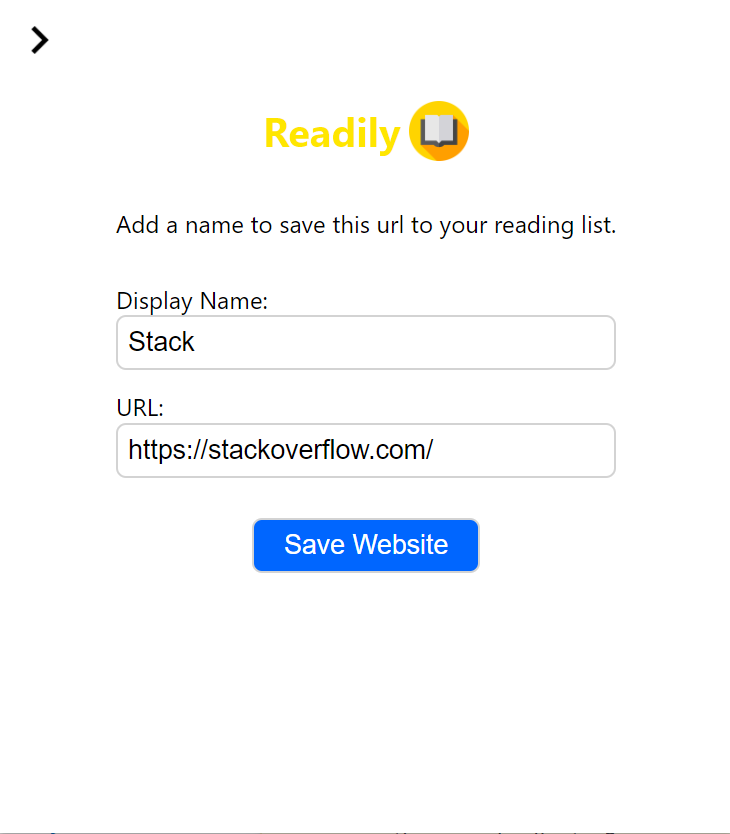 Readily
Add a name to save this url to your reading list.
Display Name:
Stack
URL:
https://stackoverflow.com/
Save Website